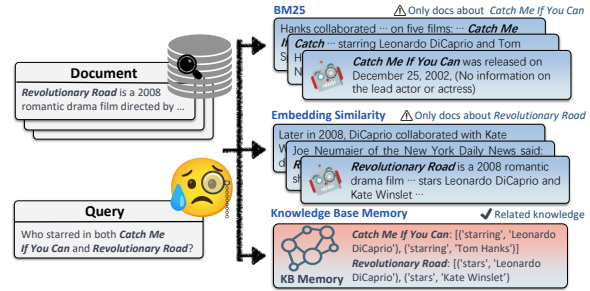 Document
Revolutionary Road is a 2008
romantic drama film directed by ...
Query
Who starred in both Catch Me
If You Can and Revolutionary Road?
BM25
Only docs about Catch Me If You Can
Hanks collaborated ··· on five films: ··· Catch Me
Catch ··· starring Leonardo DiCaprio and Tom
Catch Me If You Can was released on
December 25, 2002, (No information on
the lead actor or actress)
Embedding Similarity
Only docs about Revolutionary Road
Later in 2008, DiCaprio collaborated with Kate
Joe Neumaier of the New York Daily News said:
Revolutionary Road is a 2008 romantic
drama film ··· stars Leonardo DiCaprio and
Kate Winslet ···
Knowledge Base Memory
Related knowledge
KB Memory
Catch Me If You Can: [('starring', 'Leonardo
DiCaprio'), ('starring', 'Tom Hanks')]
Revolutionary Road: [('stars', 'Leonardo
DiCaprio'), ('stars', 'Kate Winslet')